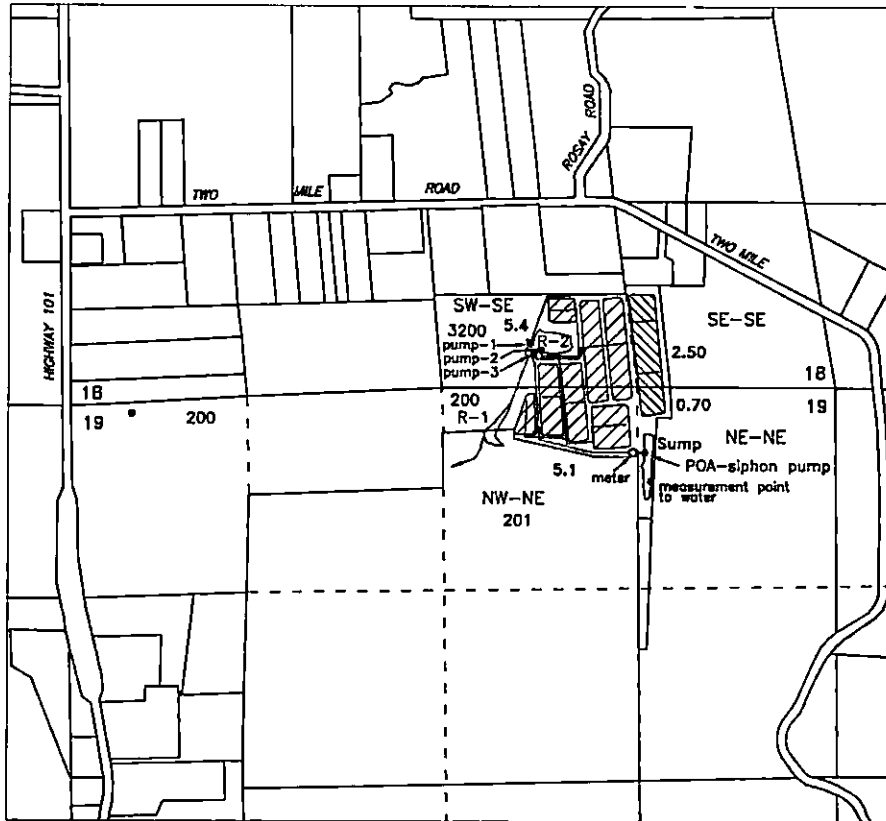 ROSAY ROAD
TWO MILE ROAD
TWO MILE
HIGHWAY 101
SW-SE
SE-SE
3200 5.4
pump-1
R-2
pump-2
2.50
pump-3
18
18
200
0.70
19
19
200
R-1
NE-NE
Sump
POA-siphon pump
5.1
meter
measurement point
to water
NW-NE
201